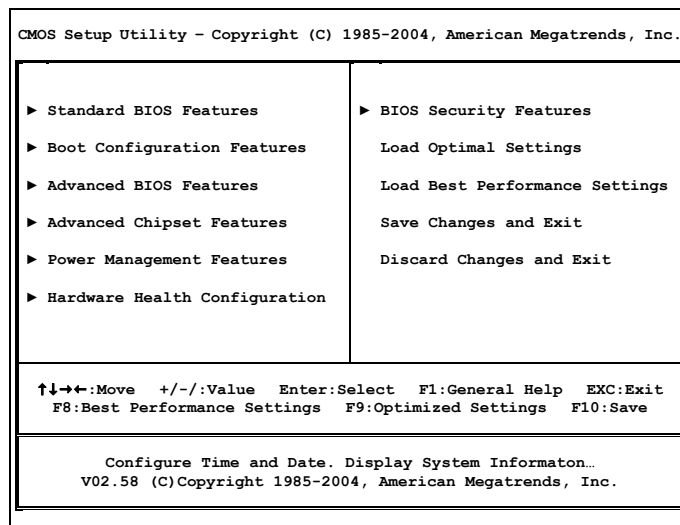 CMOS Setup Utility – Copyright (C) 1985-2004, American Megatrends, Inc.
► Standard BIOS Features
► Boot Configuration Features
► Advanced BIOS Features
► Advanced Chipset Features
► Power Management Features
► Hardware Health Configuration
► BIOS Security Features
Load Optimal Settings
Load Best Performance Settings
Save Changes and Exit
Discard Changes and Exit
↑↓→←:Move +/-/:Value Enter:Select F1:General Help EXC:Exit
F8:Best Performance Settings F9:Optimized Settings F10:Save
Configure Time and Date. Display System Informaton…
V02.58 (C)Copyright 1985-2004, American Megatrends, Inc.